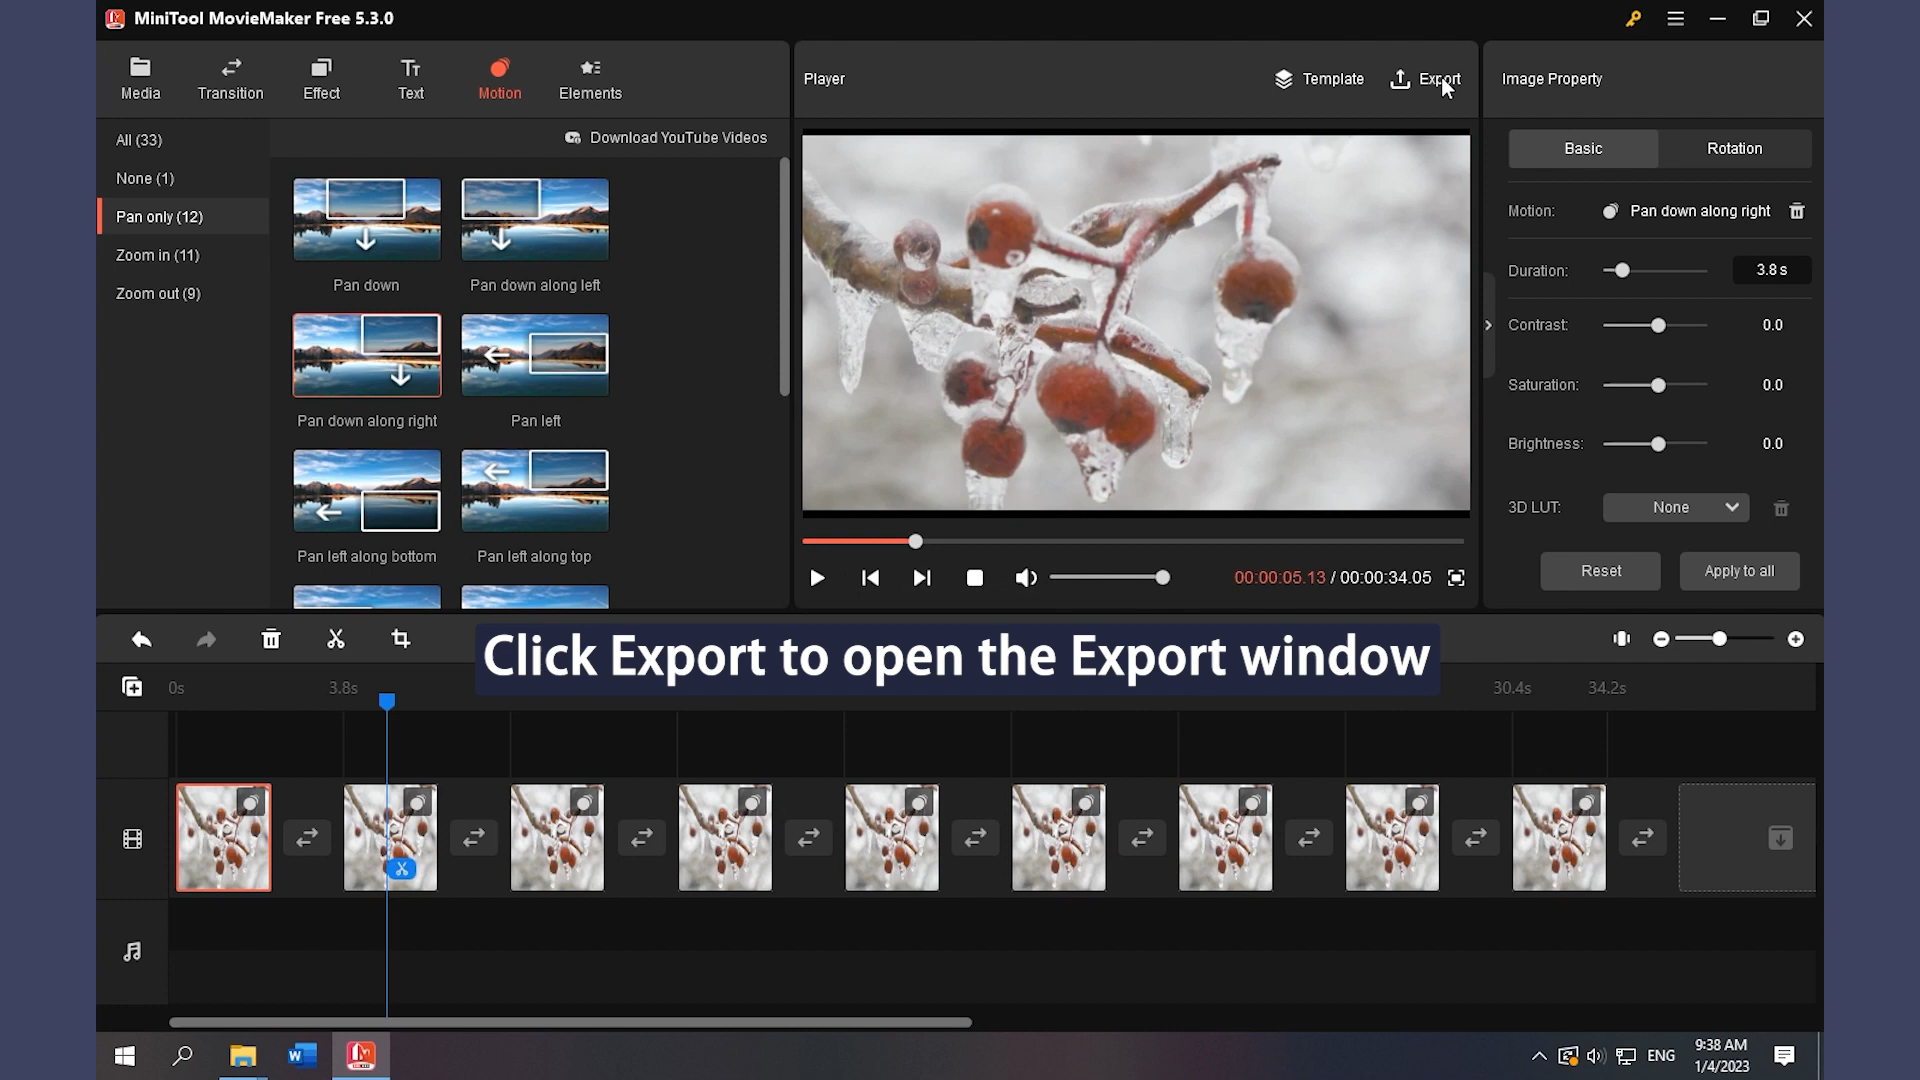 MiniTool MovieMaker Free 5.3.0
Media
Transition
Effect
Text
Motion
Elements
Player
Template
Export
Image Property
All (33)
None (1)
Pan only (12)
Zoom in (11)
Zoom out (9)
Download YouTube Videos
Pan down
Pan down along left
Pan down along right
Pan left
Pan left along bottom
Pan left along top
Basic
Rotation
Motion:
Pan down along right
Duration:
3.8 s
Contrast:
0.0
Saturation:
0.0
Brightness:
0.0
3D LUT:
None
Reset
Apply to all
00:00:05.13 / 00:00:34.05
Click Export to open the Export window
0s
3.8s
30.4s
34.2s
ENG
9:38 AM
1/4/2023